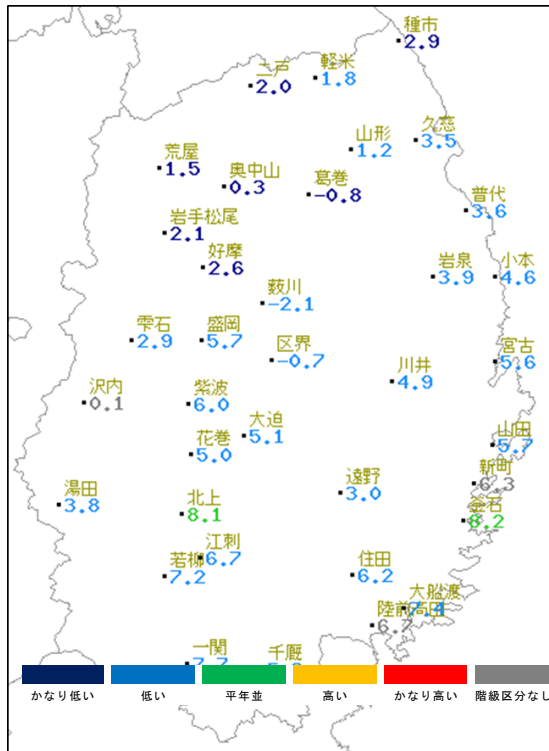 種市
2.9
二戸
2.0
軽米
1.8
久慈
3.5
山形
1.2
荒屋
1.5
奥中山
0.3
葛巻
-0.8
普代
3.6
岩手松尾
2.1
好摩
2.6
岩泉
3.9
小本
4.6
薮川
-2.1
雫石
2.9
盛岡
5.7
区界
-0.7
宮古
5.6
川井
4.9
沢内
0.1
紫波
6.0
大迫
5.1
山田
5.7
花巻
5.0
新町
6.3
遠野
3.0
湯田
3.8
釜石
8.2
北上
8.1
江刺
6.7
若柳
7.2
住田
6.2
大船渡
7.4
陸前高田
一関
千厩
かなり低い
低い
平年並
高い
かなり高い
階級区分なし